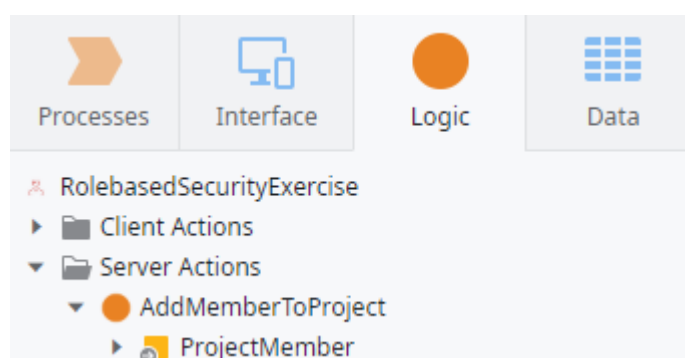 Processes Interface Logic Data
RolebasedSecurityExercise
Client Actions
Server Actions
AddMemberToProject
ProjectMember